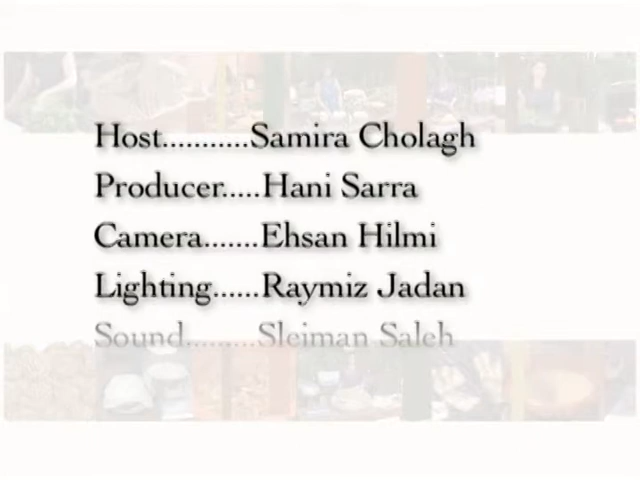 Host...........Samira Cholagh
Producer.....Hani Sarra
Camera.......Ehsan Hilmi
Lighting......Raymiz Jadan
Sound.........Sleiman Saleh